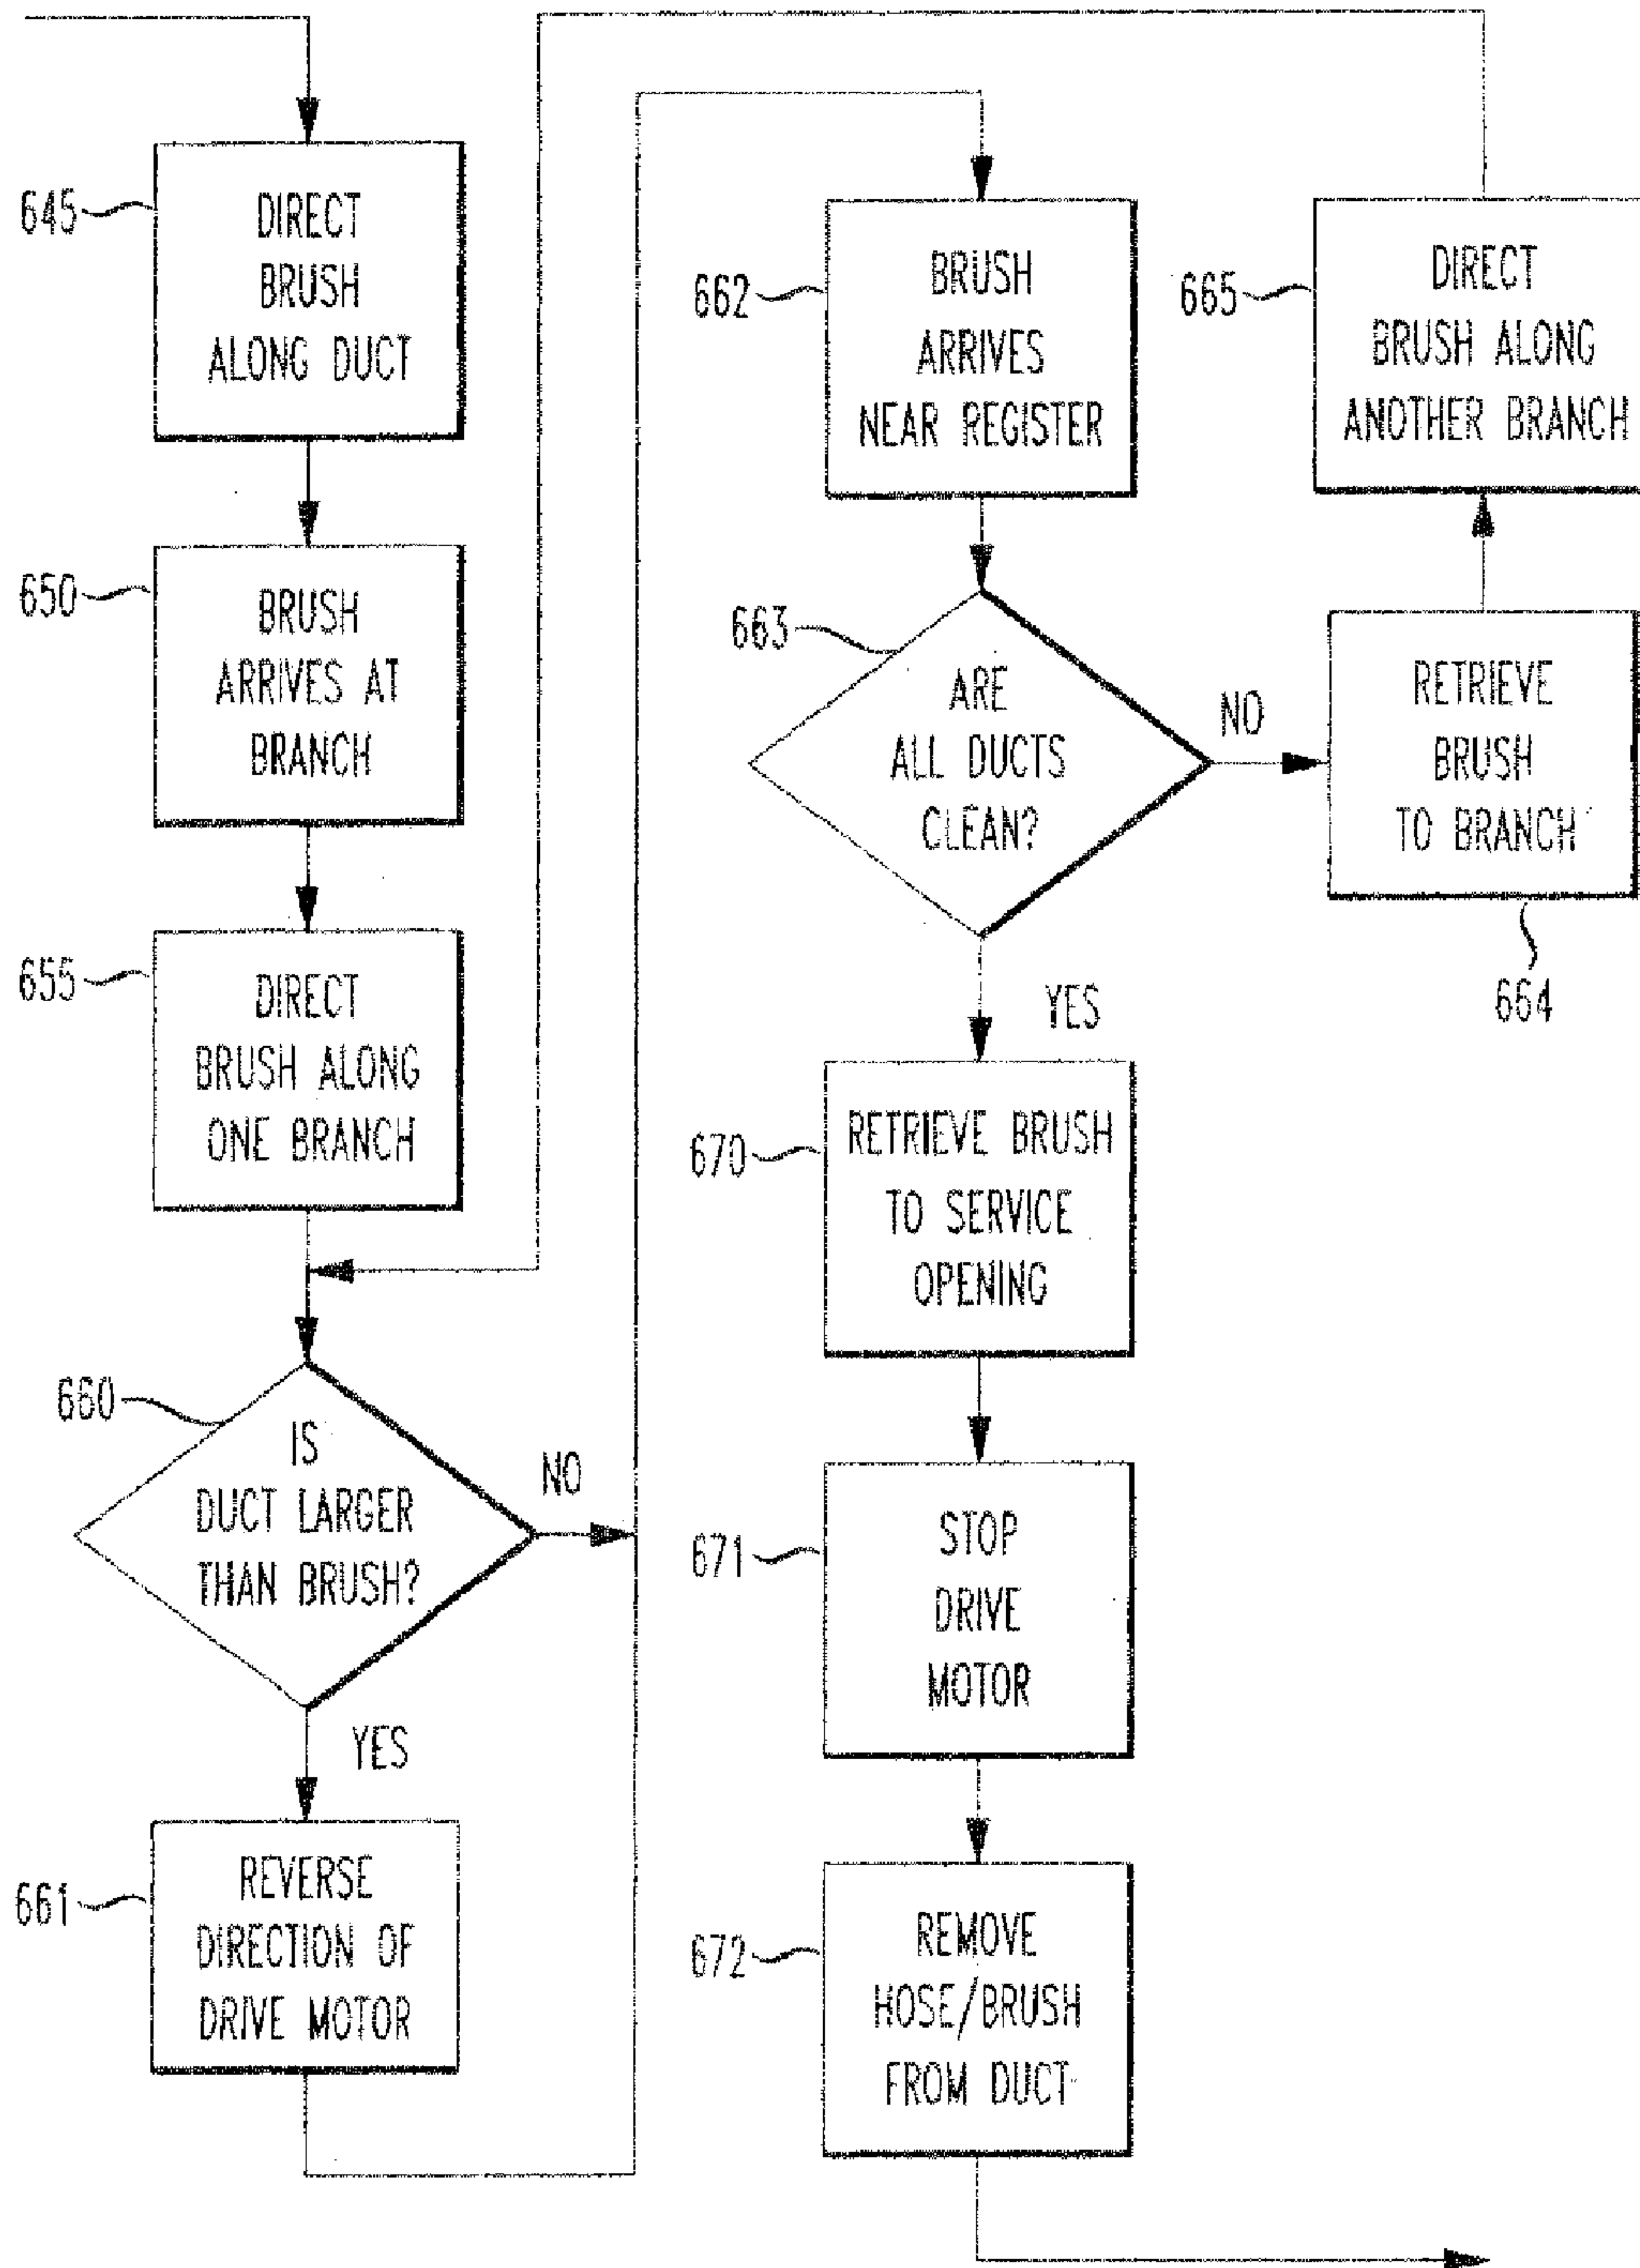 645
DIRECT
BRUSH
ALONG DUCT
650
BRUSH
ARRIVES AT
BRANCH
655
DIRECT
BRUSH ALONG
ONE BRANCH
660
IS
DUCT LARGER
THAN BRUSH?
NO
YES
661
REVERSE
DIRECTION OF
DRIVE MOTOR
662
BRUSH
ARRIVES
NEAR REGISTER
663
ARE
ALL DUCTS
CLEAN?
NO
YES
664
RETRIEVE
BRUSH
TO BRANCH
665
DIRECT
BRUSH ALONG
ANOTHER BRANCH
670
RETRIEVE BRUSH
TO SERVICE
OPENING
671
STOP
DRIVE
MOTOR
672
REMOVE
HOSE/BRUSH
FROM DUCT